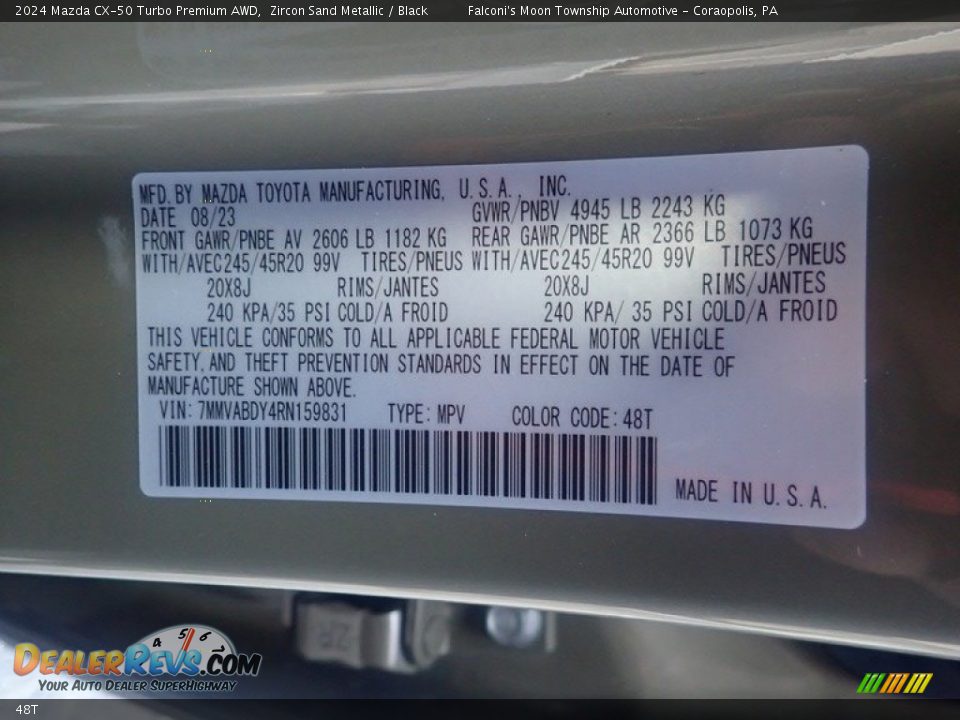 2024 Mazda CX-50 Turbo Premium AWD, Zircon Sand Metallic / Black Falconi's Moon Township Automotive - Coraopolis, PA
MFD.BY MAZDA TOYOTA MANUFACTURING, U.S.A., INC.
DATE 08/23 GVWR/PNBV 4945 LB 2243 KG
FRONT GAWR/PNBE AV 2606 LB 1182 KG REAR GAWR/PNBE AR 2366 LB 1073 KG
WITH/AVEC245/45R20 99V TIRES/PNEUS WITH/AVEC245/45R20 99V TIRES/PNEUS
20X8J RIMS/JANTES 20X8J RIMS/JANTES
240 KPA/35 PSI COLD/A FROID 240 KPA/ 35 PSI COLD/A FROID
THIS VEHICLE CONFORMS TO ALL APPLICABLE FEDERAL MOTOR VEHICLE
SAFETY,AND THEFT PREVENTION STANDARDS IN EFFECT ON THE DATE OF
MANUFACTURE SHOWN ABOVE.
VIN: 7MMVABDY4RN159831 TYPE: MPV COLOR CODE: 48T
MADE IN U.S.A.
4 5 6
DEALERREVS.COM
YOUR AUTO DEALER SUPERHIGHWAY
48T